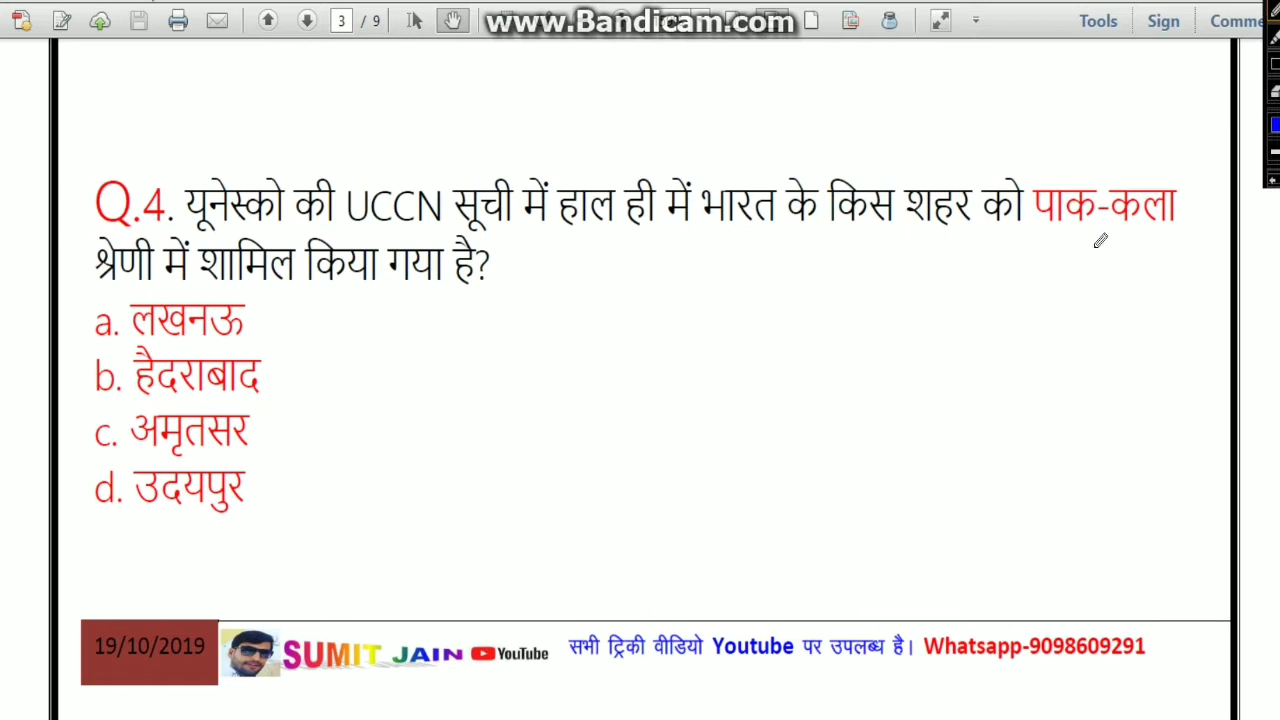 www.Bandicam.com
3 / 9
Tools
Sign
Comme
Q.4. यूनेस्को की UCCN सूची में हाल ही में भारत के किस शहर को पाक-कला
श्रेणी में शामिल किया गया है?
a. लखनऊ
b. हैदराबाद
c. अमृतसर
d. उदयपुर
19/10/2019
SUMIT JAIN
YouTube
सभी ट्रिकी वीडियो Youtube पर उपलब्ध है। Whatsapp-9098609291